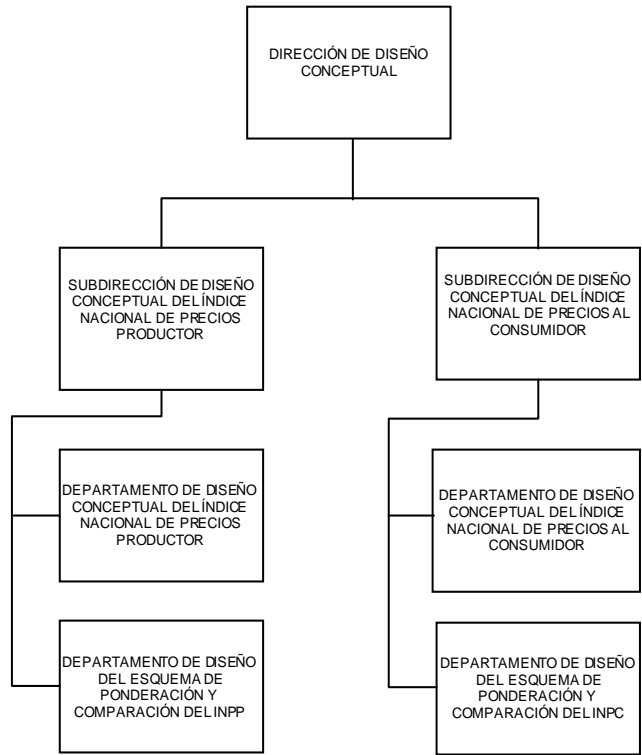 DIRECCIÓN DE DISEÑO
CONCEPTUAL
SUBDIRECCIÓN DE DISEÑO
CONCEPTUAL DEL ÍNDICE
NACIONAL DE PRECIOS
PRODUCTOR
SUBDIRECCIÓN DE DISEÑO
CONCEPTUAL DEL ÍNDICE
NACIONAL DE PRECIOS AL
CONSUMIDOR
DEPARTAMENTO DE DISEÑO
CONCEPTUAL DEL ÍNDICE
NACIONAL DE PRECIOS
PRODUCTOR
DEPARTAMENTO DE DISEÑO
CONCEPTUAL DEL ÍNDICE
NACIONAL DE PRECIOS AL
CONSUMIDOR
DEPARTAMENTO DE DISEÑO
DEL ESQUEMA DE
PONDERACIÓN Y
COMPARACIÓN DEL INPP
DEPARTAMENTO DE DISEÑO
DEL ESQUEMA DE
PONDERACIÓN Y
COMPARACIÓN DEL INPC